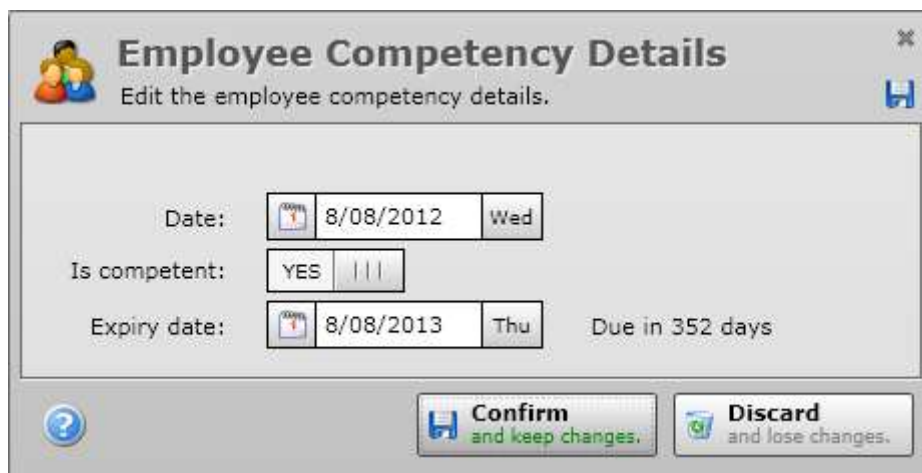 Employee Competency Details
Edit the employee competency details.
Date: 8/08/2012 Wed
Is competent: YES
Expiry date: 8/08/2013 Thu Due in 352 days
Confirm Discard
and keep changes. and lose changes.